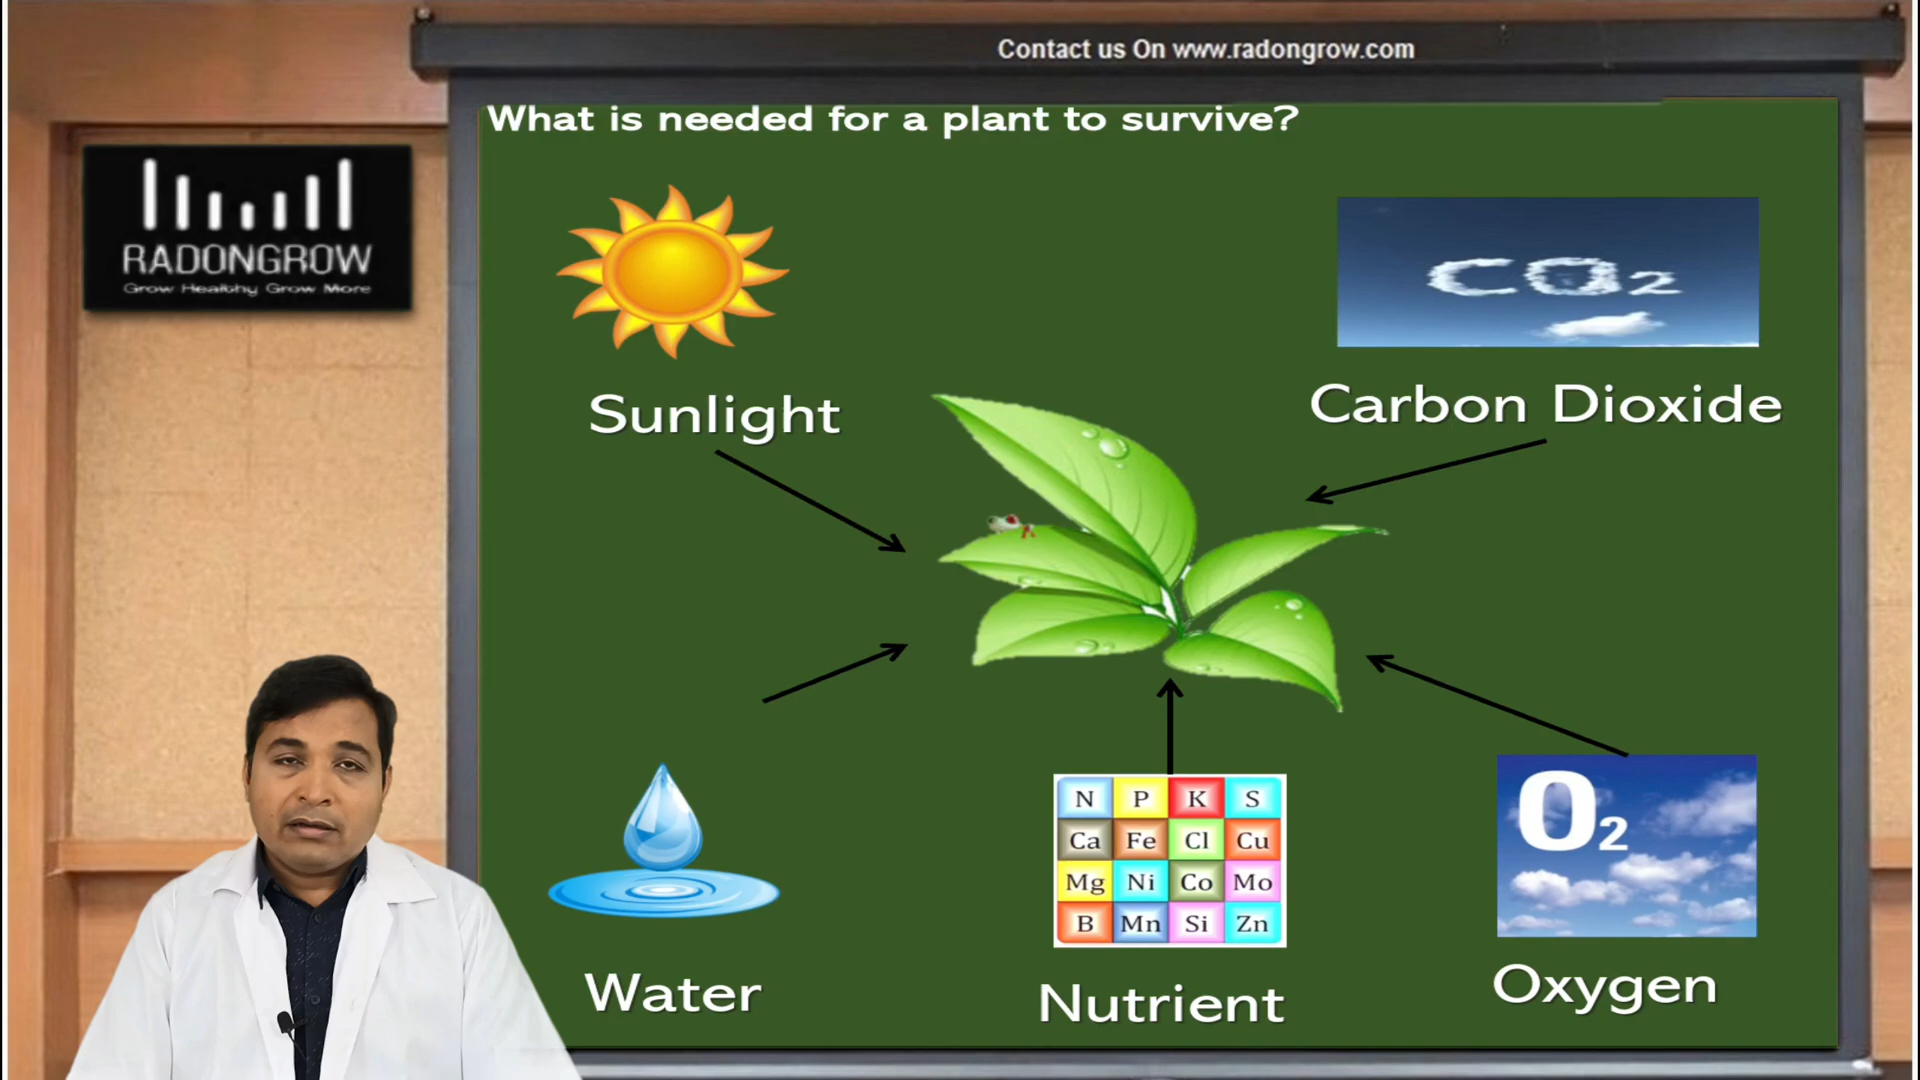 Contact us On www.radongrow.com
What is needed for a plant to survive?
RADONGROW
Grow Healthy Grow More
CO2
Sunlight
Carbon Dioxide
N P K S
Ca Fe Cl Cu
Mg Ni Co Mo
B Mn Si Zn
O2
Water
Nutrient
Oxygen